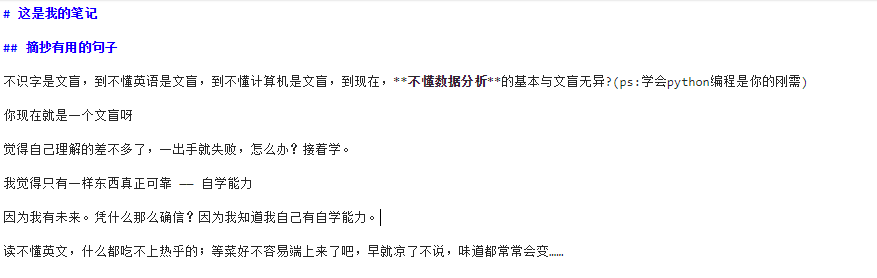 # 这是我的笔记
## 摘抄有用的句子
不识字是文盲，到不懂英语是文盲，到不懂计算机是文盲，到现在，**不懂数据分析**的基本与文盲无异?(ps:学会python编程是你的刚需)
你现在就是一个文盲呀
觉得自己理解的差不多了，一出手就失败，怎么办？接着学。
我觉得只有一样东西真正可靠 —— 自学能力
因为我有未来。凭什么那么确信？因为我知道我自己有自学能力。
读不懂英文，什么都吃不上热乎的；等菜好不容易端上来了吧，早就凉了不说，味道都常常会变……